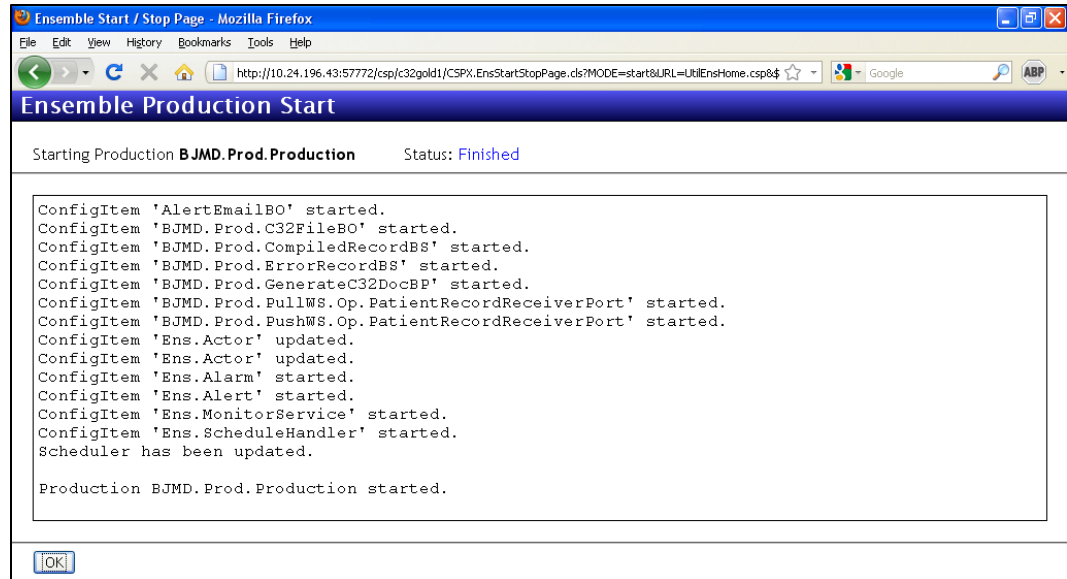 Ensemble Start / Stop Page - Mozilla Firefox
File Edit View History Bookmarks Tools Help
http://10.24.196.43:57772/csp/c32gold1/CSPX.EnsStartStopPage.cls?MODE=start&URL=UtilEnsHome.csp&$ Google ABP
Ensemble Production Start
Starting Production BJMD.Prod.Production Status: Finished
ConfigItem 'AlertEmailBO' started.
ConfigItem 'BJMD.Prod.C32FileBO' started.
ConfigItem 'BJMD.Prod.CompiledRecordBS' started.
ConfigItem 'BJMD.Prod.ErrorRecordBS' started.
ConfigItem 'BJMD.Prod.GenerateC32DocBP' started.
ConfigItem 'BJMD.Prod.PullWS.Op.PatientRecordReceiverPort' started.
ConfigItem 'BJMD.Prod.PushWS.Op.PatientRecordReceiverPort' started.
ConfigItem 'Ens.Actor' updated.
ConfigItem 'Ens.Actor' updated.
ConfigItem 'Ens.Alarm' started.
ConfigItem 'Ens.Alert' started.
ConfigItem 'Ens.MonitorService' started.
ConfigItem 'Ens.ScheduleHandler' started.
Scheduler has been updated.
Production BJMD.Prod.Production started.
OK